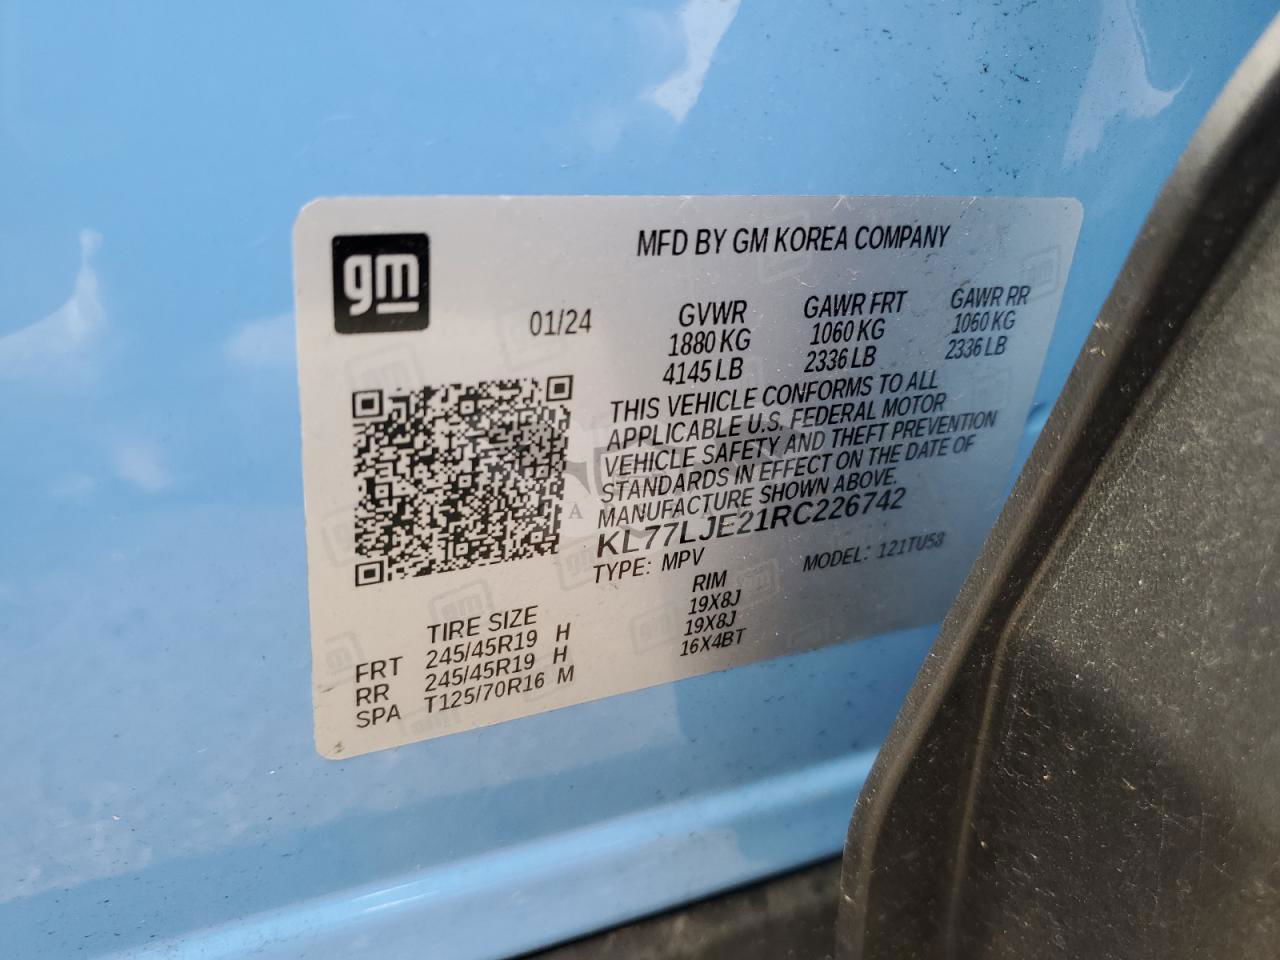 gm
MFD BY GM KOREA COMPANY
01/24
GVWR GAWR FRT GAWR RR
1880 KG 1060 KG 1060 KG
4145 LB 2336 LB 2336 LB
THIS VEHICLE CONFORMS TO ALL
APPLICABLE U.S. FEDERAL MOTOR
VEHICLE SAFETY AND THEFT PREVENTION
STANDARDS IN EFFECT ON THE DATE OF
MANUFACTURE SHOWN ABOVE.
KL77LJE21RC226742
TYPE: MPV MODEL: 121TU58
TIRE SIZE RIM
FRT 245/45R19 H 19X8J
RR 245/45R19 H 19X8J
SPA T125/70R16 M 16X4BT